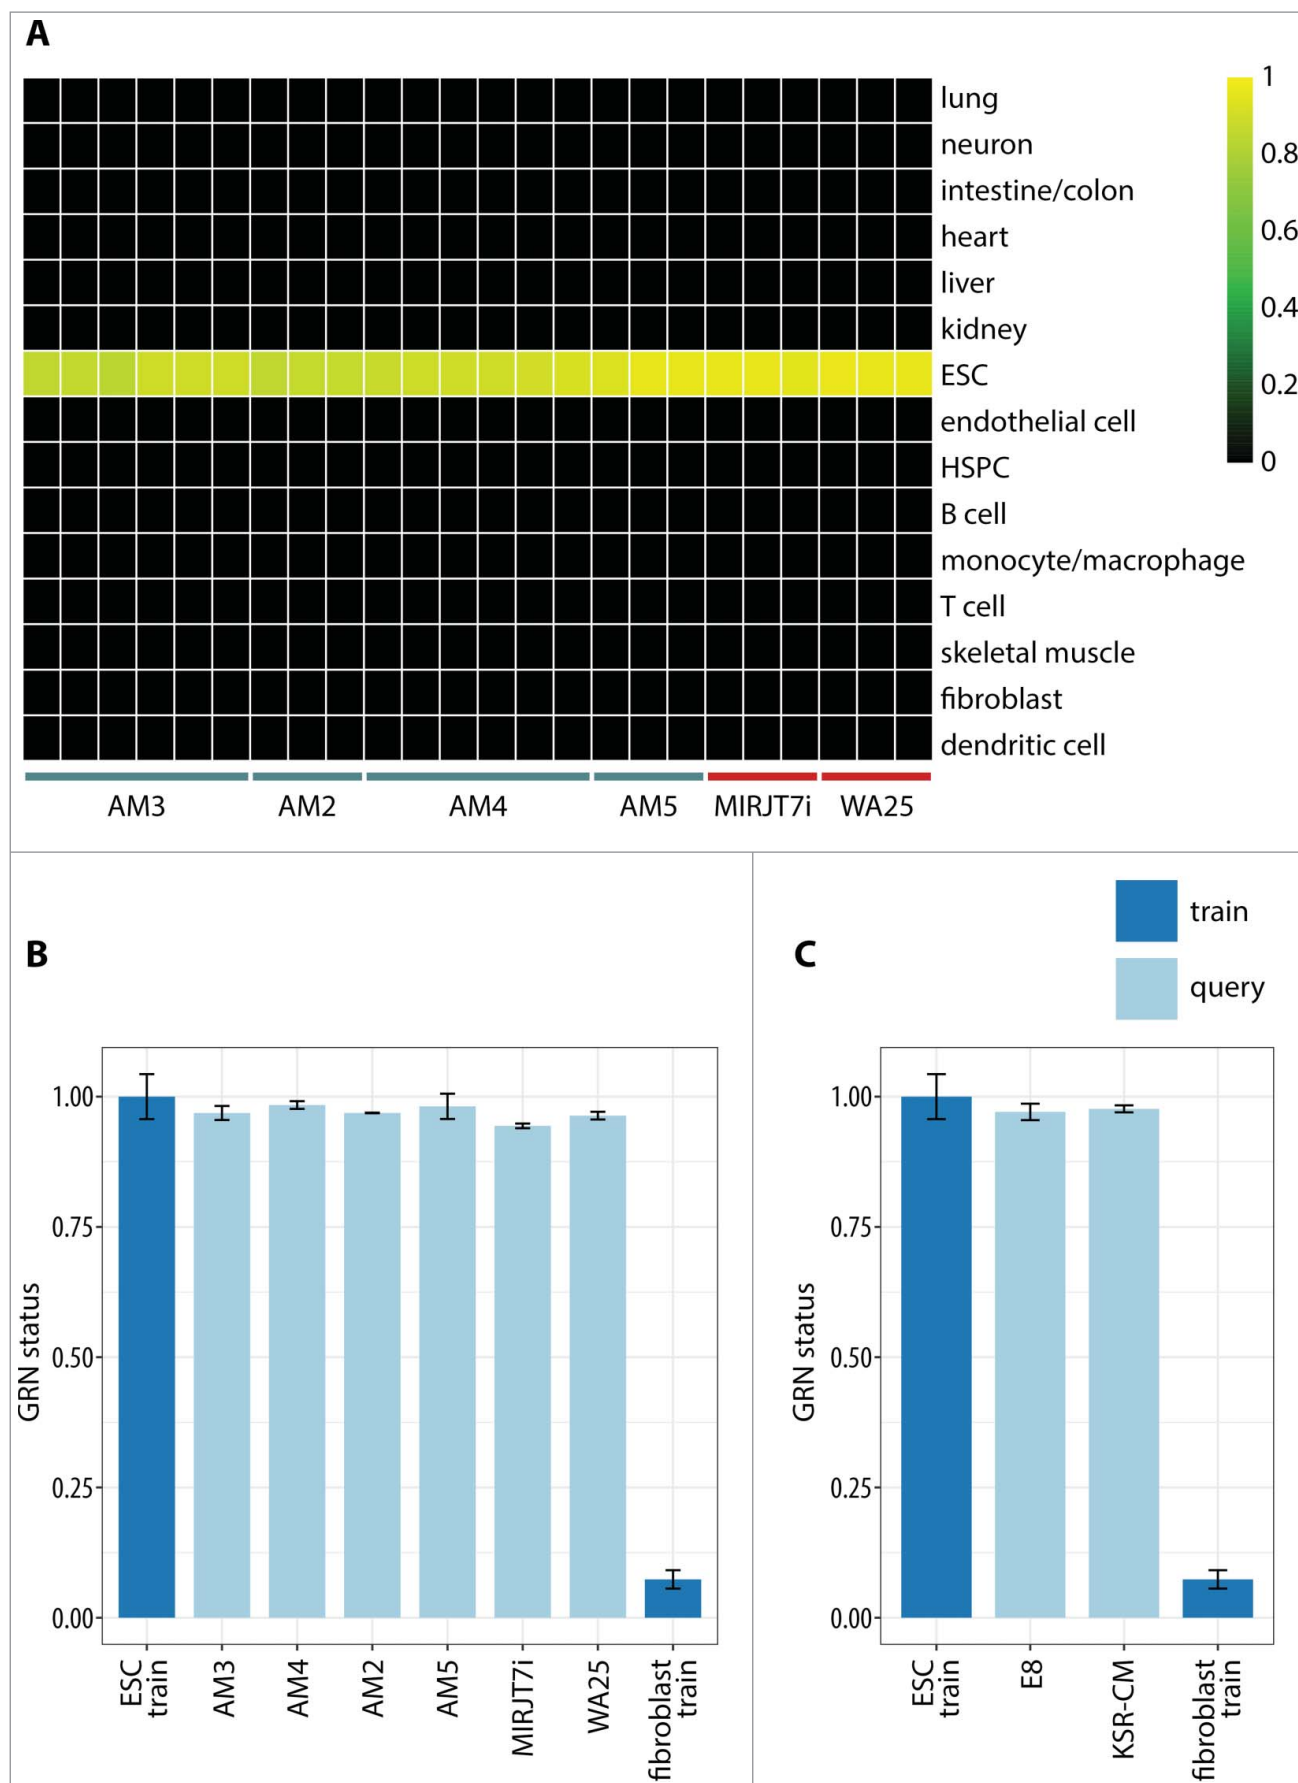 A
lung
neuron
intestine/colon
heart
liver
kidney
ESC
endothelial cell
HSPC
B cell
monocyte/macrophage
T cell
skeletal muscle
fibroblast
dendritic cell
1
0.8
0.6
0.4
0.2
0
AM3 AM2 AM4 AM5 MIRJT7i WA25
B
GRN status
1.00
0.75
0.50
0.25
0.00
ESC
train
AM3
AM4
AM2
AM5
MIRJT7i
WA25
fibroblast
train
C
train
query
GRN status
1.00
0.75
0.50
0.25
0.00
ESC
train
E8
KSR-CM
fibroblast
train